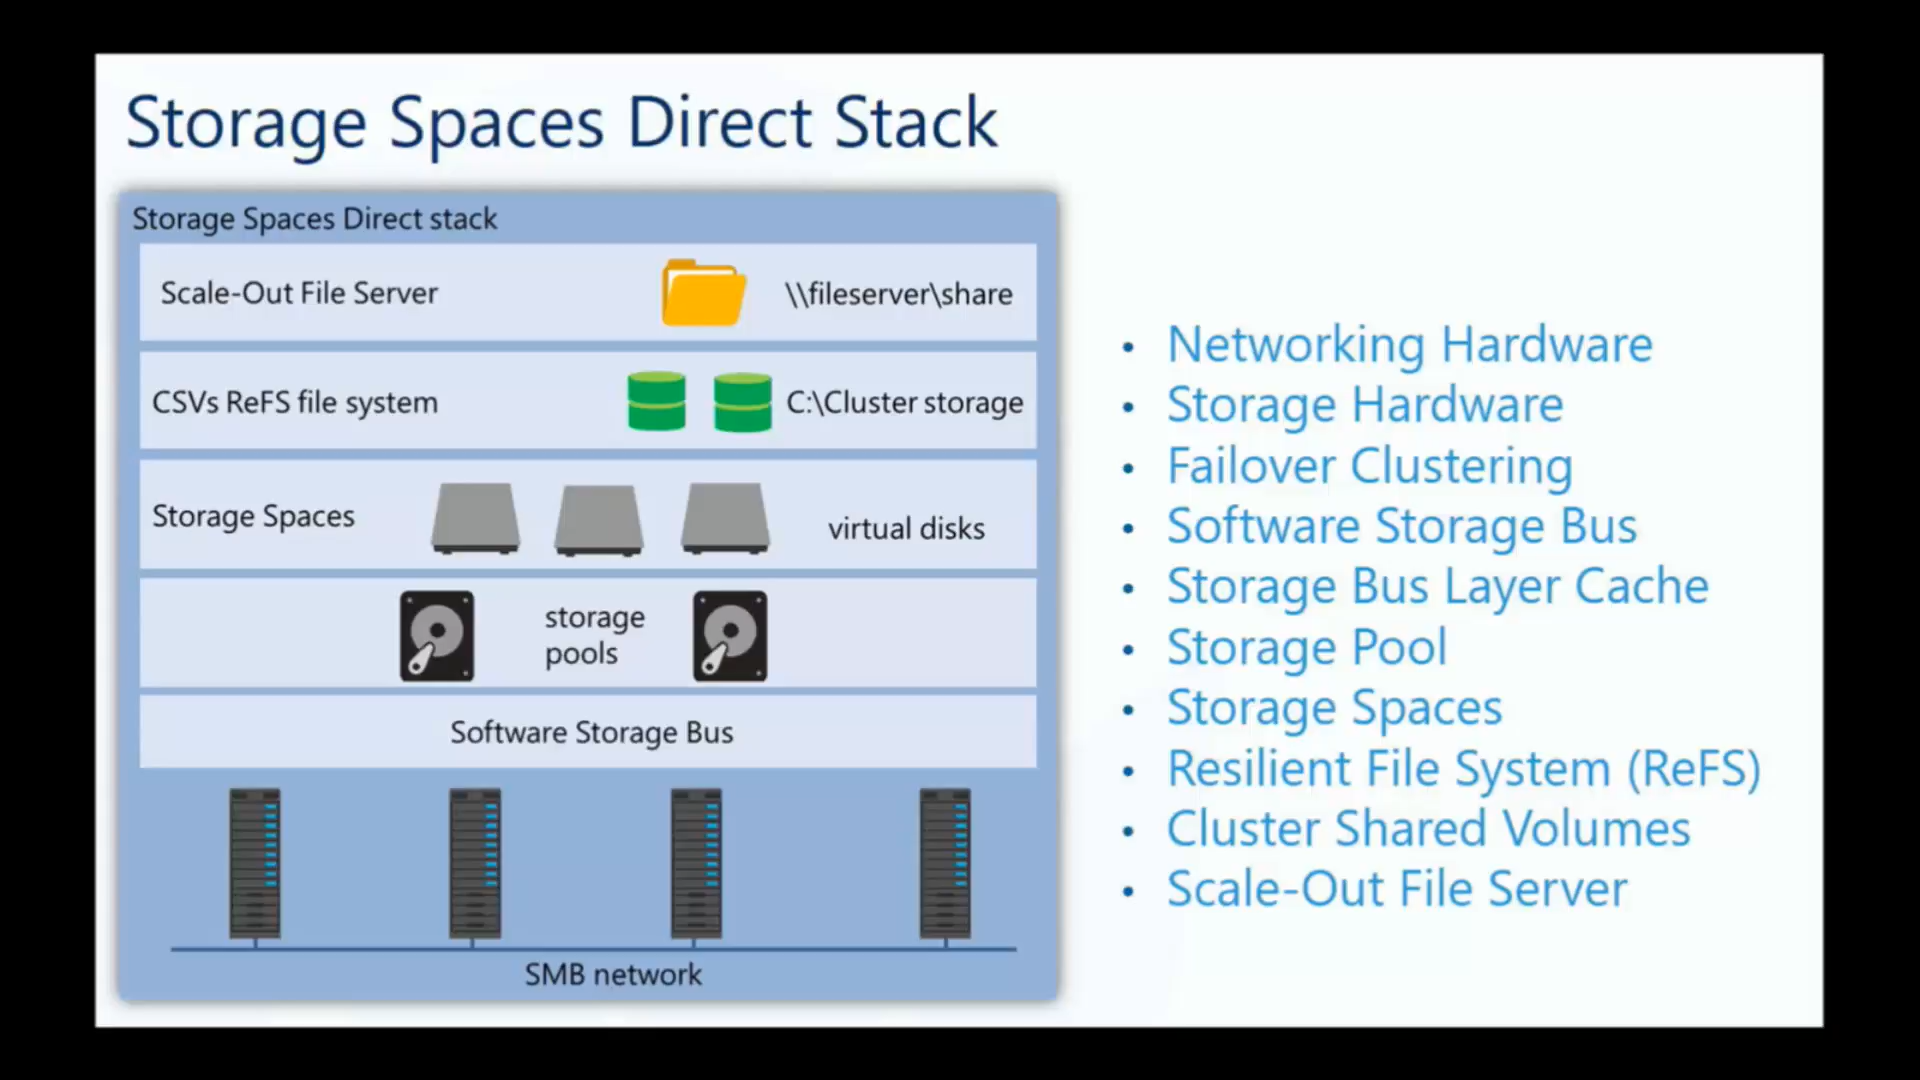 Storage Spaces Direct Stack
Storage Spaces Direct stack
Scale-Out File Server
\\fileserver\share
CSVs ReFS file system
C:\Cluster storage
Storage Spaces
virtual disks
storage
pools
Software Storage Bus
SMB network
• Networking Hardware
• Storage Hardware
• Failover Clustering
• Software Storage Bus
• Storage Bus Layer Cache
• Storage Pool
• Storage Spaces
• Resilient File System (ReFS)
• Cluster Shared Volumes
• Scale-Out File Server